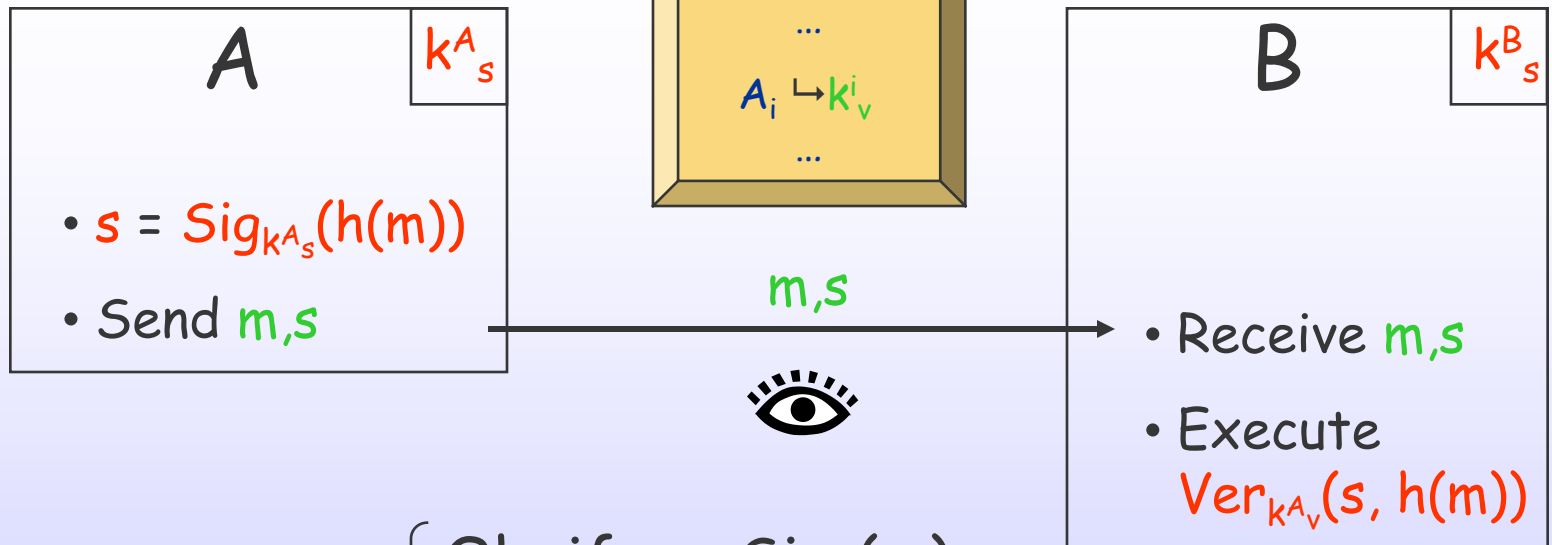 A
k^A_s
• s = Sig_{k^A_s}(h(m))
• Send m,s
...
A_i ↳ k^i_v
...
m,s
B
k^B_s
• Receive m,s
• Execute
Ver_{k^A_v}(s, h(m))